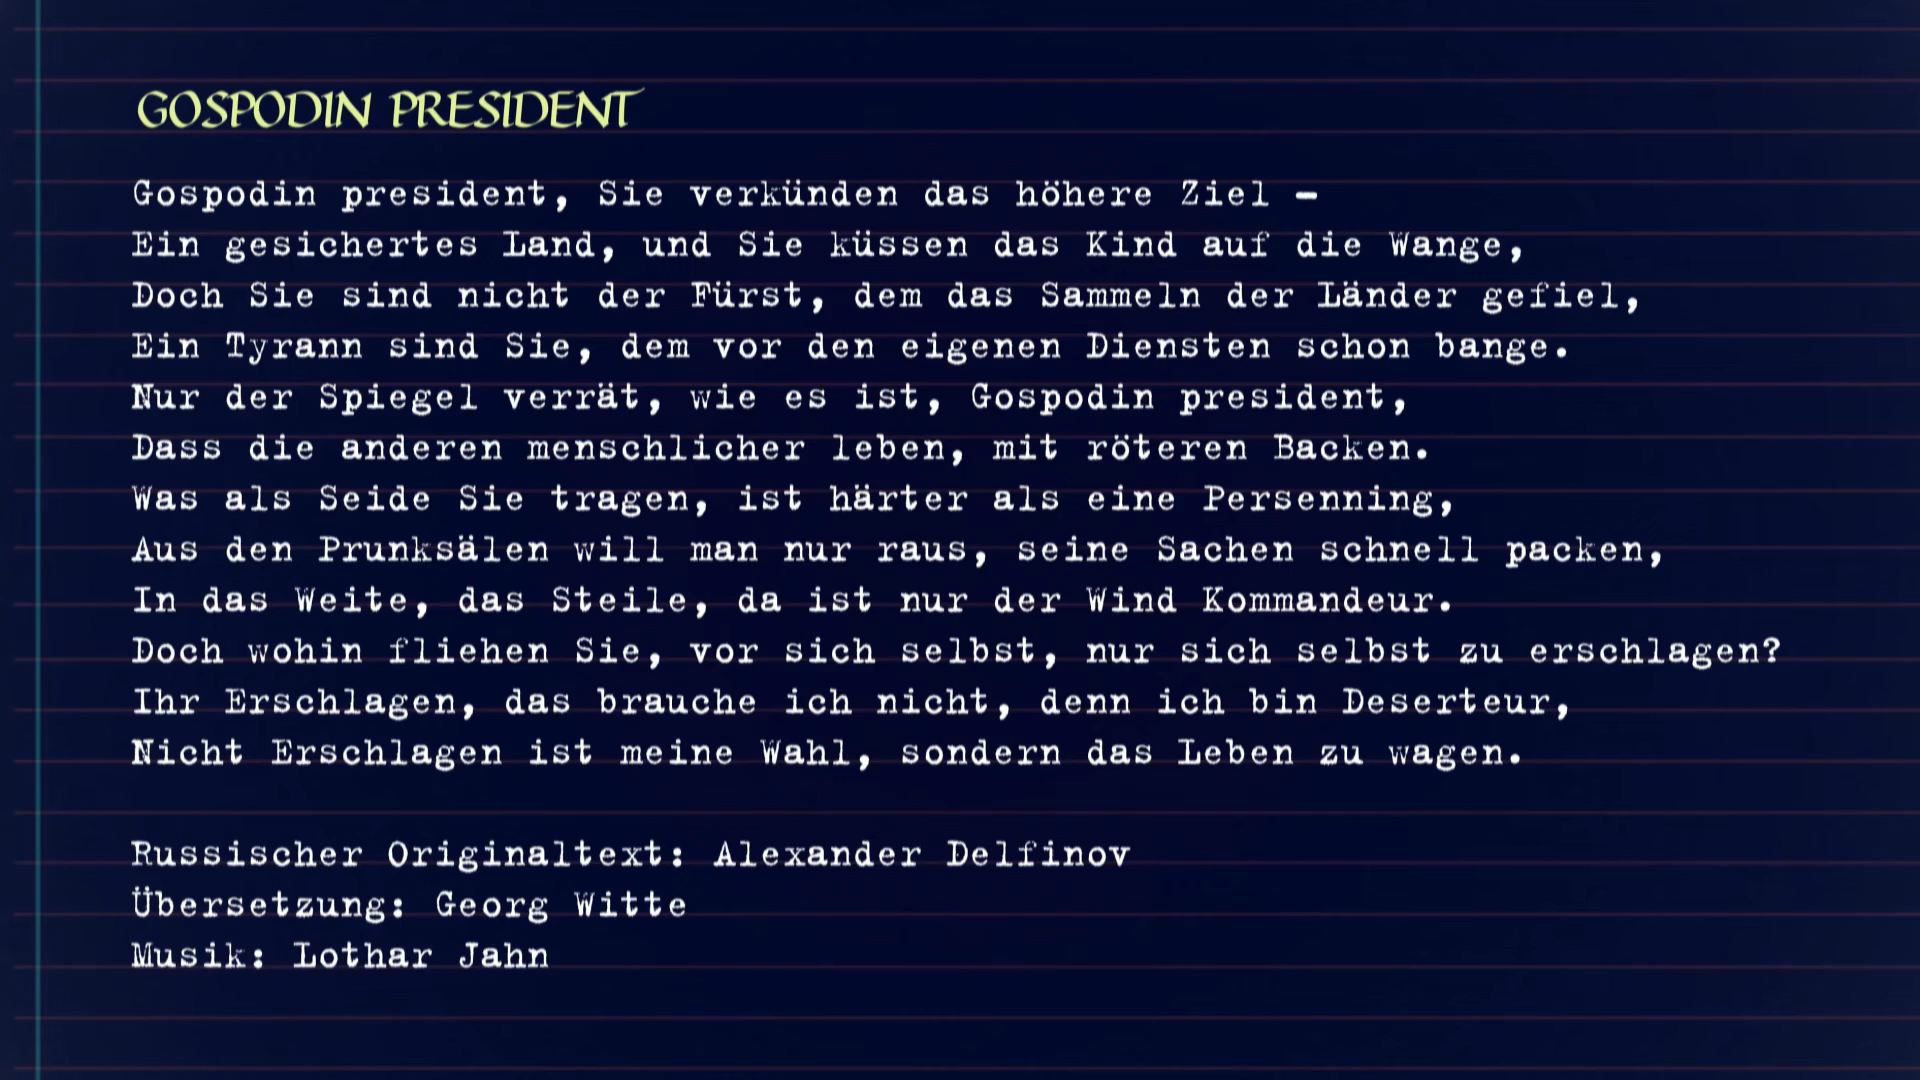 GOSPODIN PRESIDENT
Gospodin president, Sie verkünden das höhere Ziel –
Ein gesichertes Land, und Sie küssen das Kind auf die Wange,
Doch Sie sind nicht der Fürst, dem das Sammeln der Länder gefiel,
Ein Tyrann sind Sie, dem vor den eigenen Diensten schon bange.
Nur der Spiegel verrät, wie es ist, Gospodin president,
Dass die anderen menschlicher leben, mit röteren Backen.
Was als Seide Sie tragen, ist härter als eine Persenning,
Aus den Prunksälen will man nur raus, seine Sachen schnell packen,
In das Weite, das Steile, da ist nur der Wind Kommandeur.
Doch wohin fliehen Sie, vor sich selbst, nur sich selbst zu erschlagen?
Ihr Erschlagen, das brauche ich nicht, denn ich bin Deserteur,
Nicht Erschlagen ist meine Wahl, sondern das Leben zu wagen.
Russischer Originaltext: Alexander Delfinov
Übersetzung: Georg Witte
Musik: Lothar Jahn